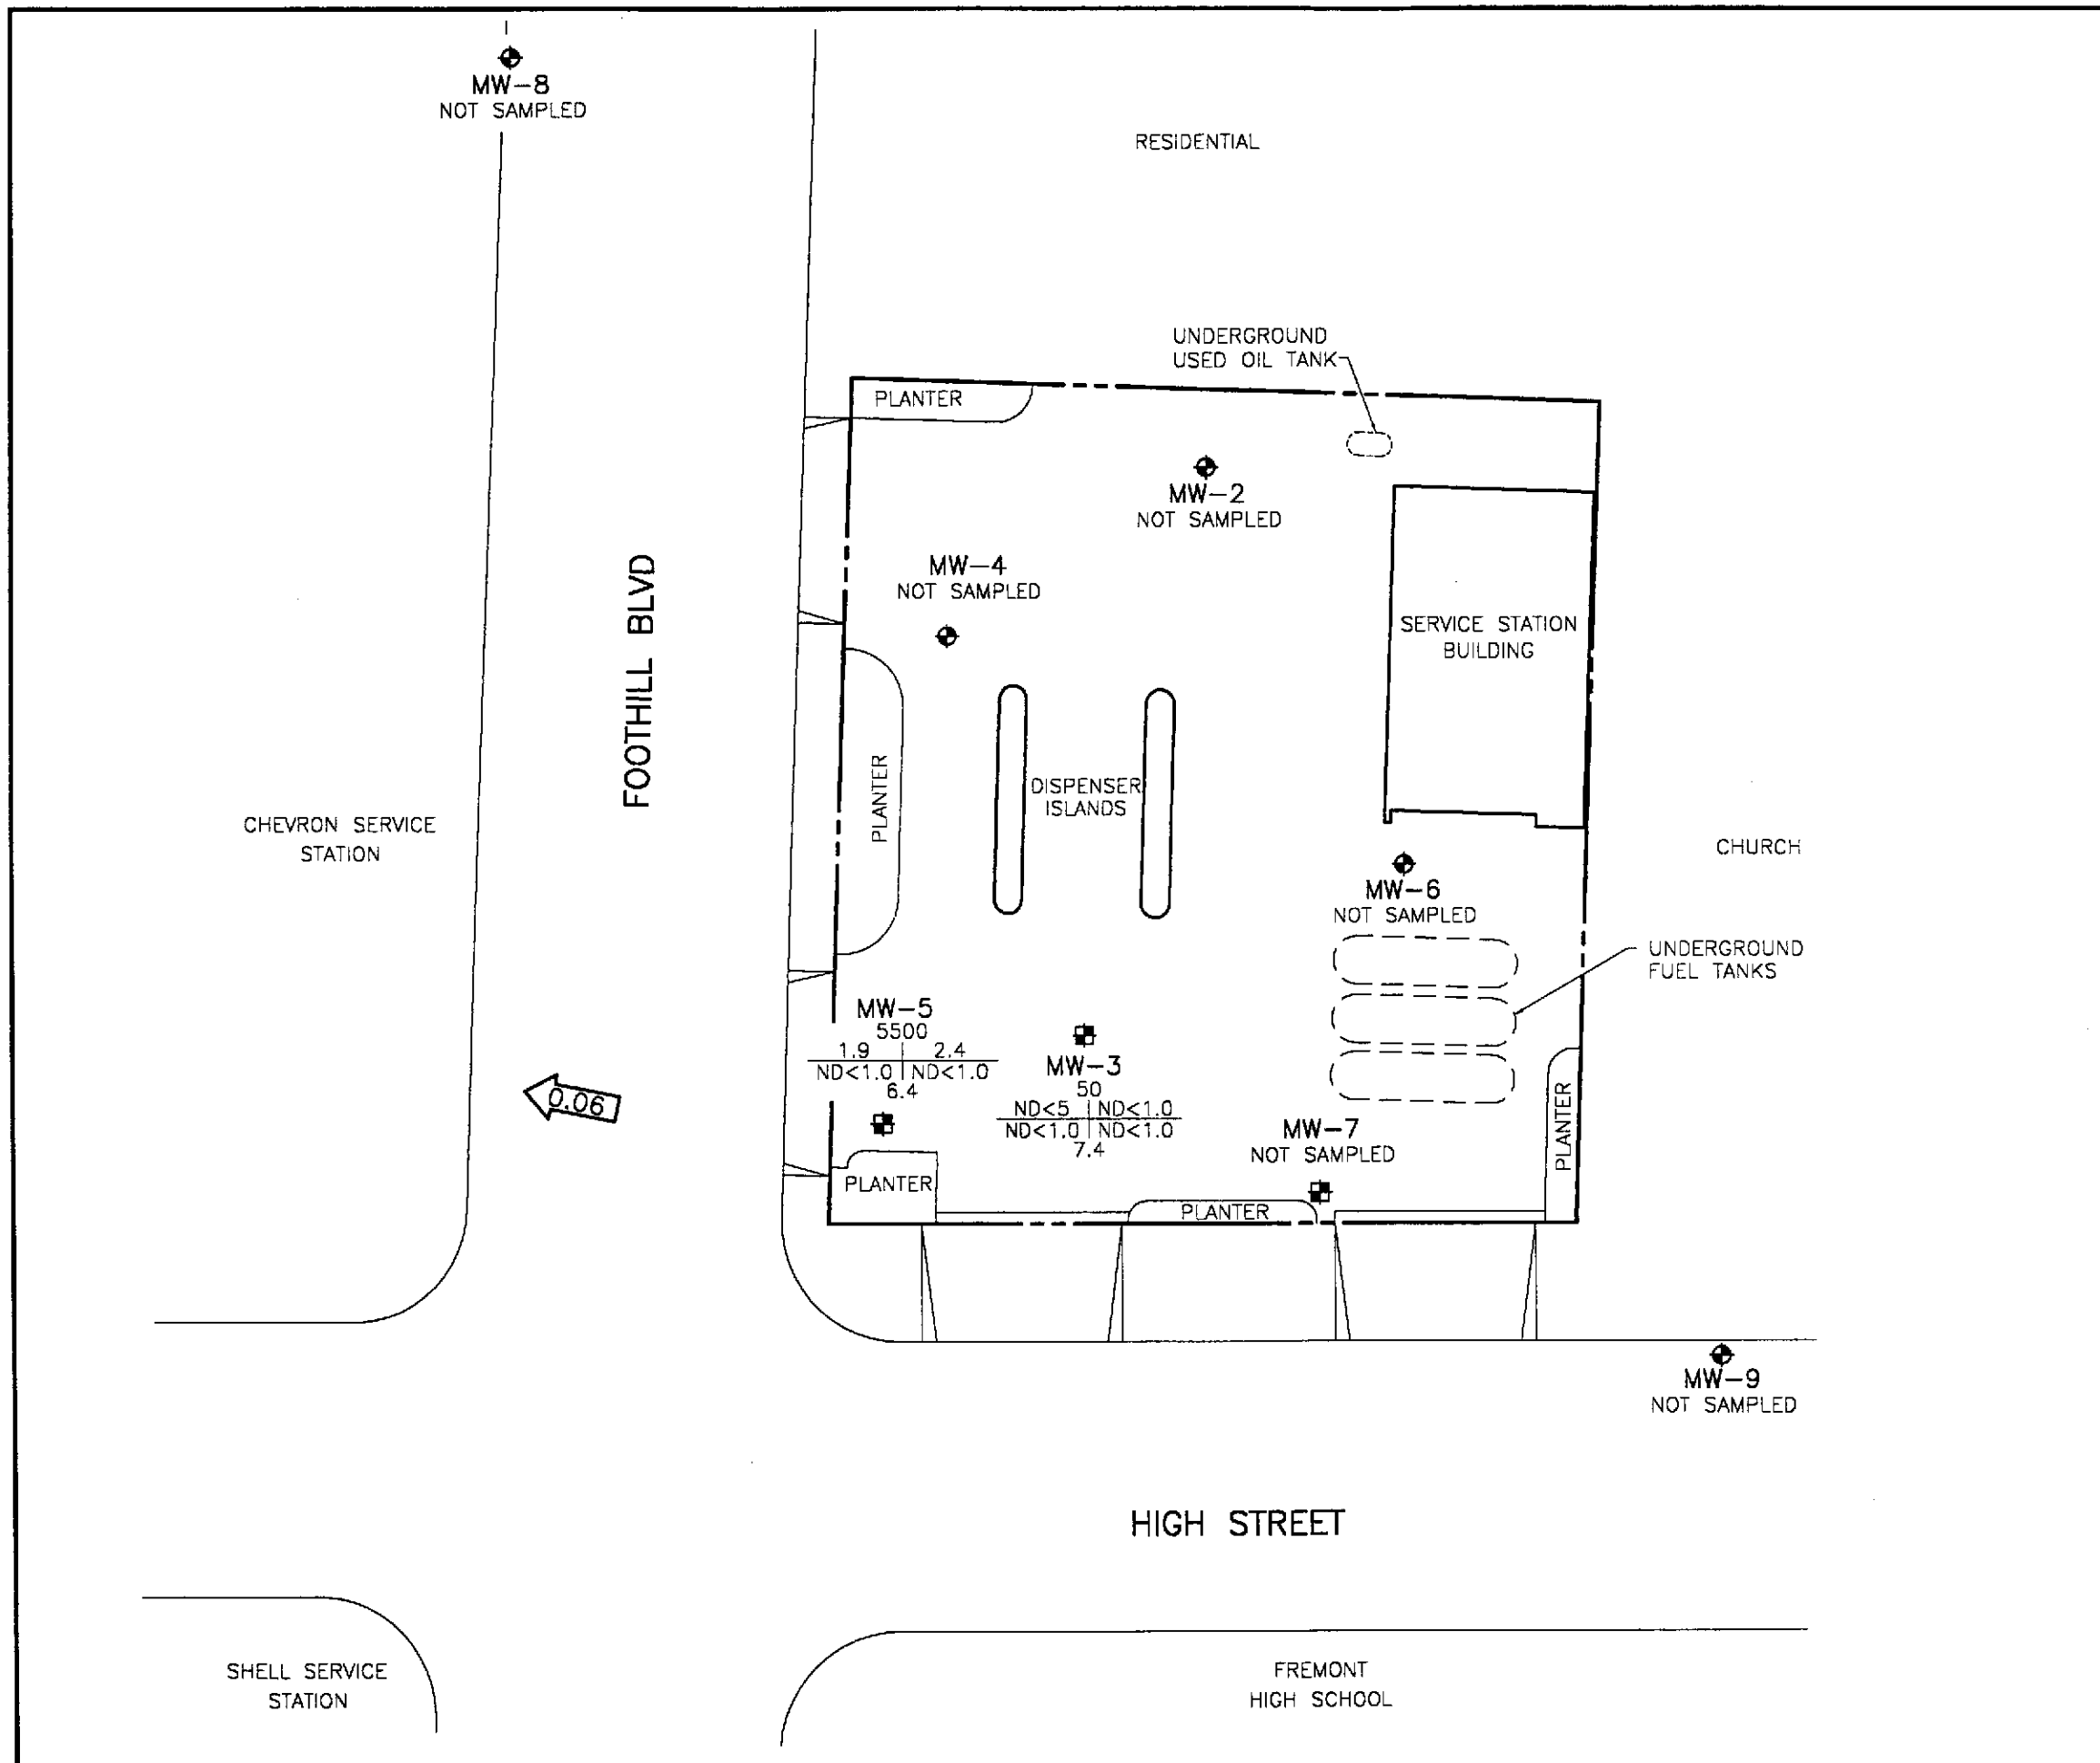 MW-8
NOT SAMPLED
RESIDENTIAL
UNDERGROUND
USED OIL TANK
PLANTER
MW-2
NOT SAMPLED
MW-4
NOT SAMPLED
FOOTHILL BLVD
SERVICE STATION
BUILDING
PLANTER
DISPENSER
ISLANDS
CHEVRON SERVICE
STATION
CHURCH
MW-6
NOT SAMPLED
UNDERGROUND
FUEL TANKS
MW-5
5500
1.9 | 2.4
ND<1.0 | ND<1.0
6.4
MW-3
50
ND<5 | ND<1.0
ND<1.0 | ND<1.0
7.4
0.06
MW-7
NOT SAMPLED
PLANTER
PLANTER
PLANTER
MW-9
NOT SAMPLED
HIGH STREET
SHELL SERVICE
STATION
FREMONT
HIGH SCHOOL